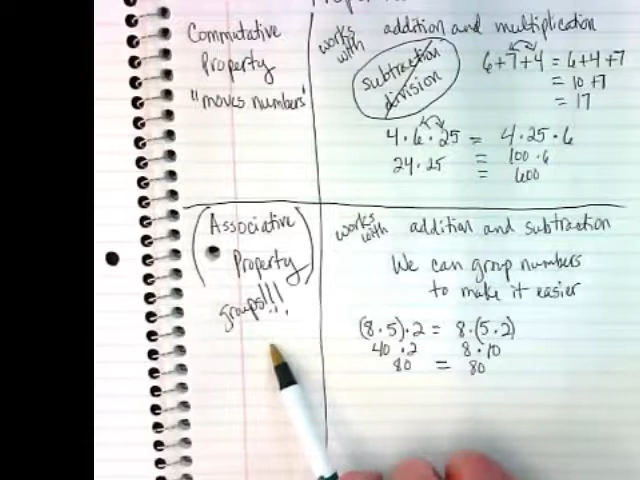 Commutative
Property
"moves numbers"
works with addition and multiplication
subtraction
division
6+7+4 = 6+4+7
= 10+7
= 17
4·6·25 = 4·25·6
24·25 = 100·6
= 600
(Associative
Property)
groups!!!
works with addition and subtraction
We can group numbers
to make it easier
(8·5)·2 = 8·(5·2)
40·2 8·10
80 = 80